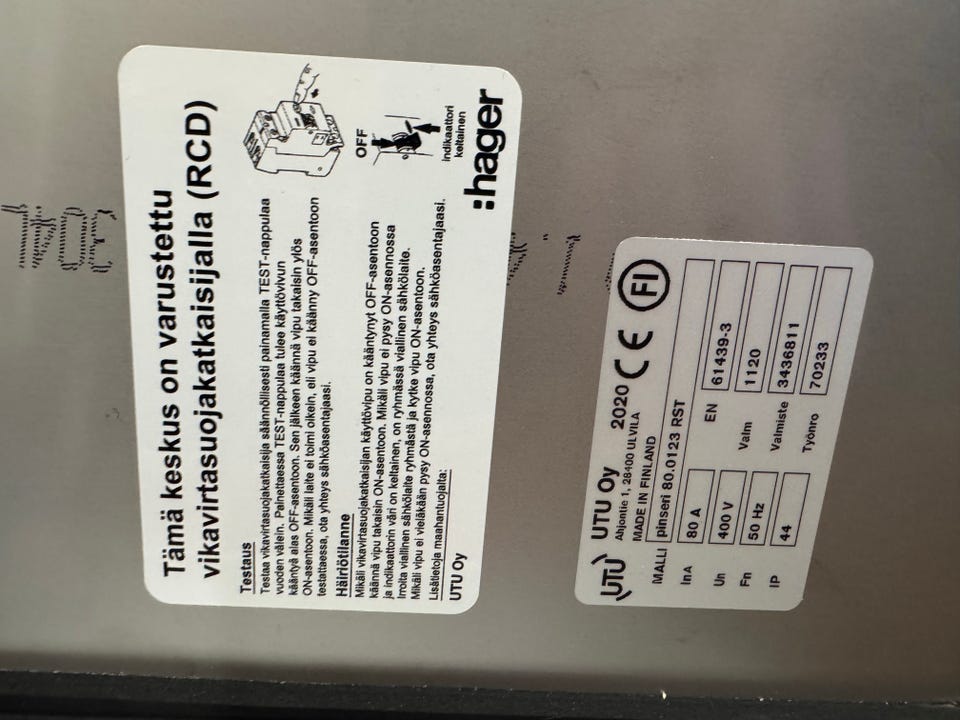 Tämä keskus on varustettu
vikavirtasuojakatkaisijalla (RCD)
Testaus
Testaa vikavirtasuojakatkaisija säännöllisesti painamalla TEST-nappulaa
vuoden välein. Painettaessa TEST-nappulaa tulee käyttövivun
kääntyä alas OFF-asentoon. Sen jälkeen käännä vipu takaisin ylös
ON-asentoon. Mikäli laite ei toimi oikein, eli vipu ei käänny OFF-asentoon
testattaessa, ota yhteys sähköasentajaasi.
Häiriötilanne
Mikäli vikavirtasuojakatkaisijan käyttövipu on kääntynyt OFF-asentoon
käännä vipu takaisin ON-asentoon. Mikäli vipu ei pysy ON-asennossa
ja indikaattorin väri on keltainen, on ryhmässä viallinen sähkölaite.
Irroita viallinen sähkölaite ryhmästä ja kytke vipu ON-asentoon.
Mikäli vipu ei vieläkään pysy ON-asennossa, ota yhteys sähköasentajaasi.
Lisätietoja maahantuojalta:
UTU Oy
OFF
indikaattori
keltainen
:hager
UTU
UTU Oy 2020 CE FI
Ahjontie 1, 28400 ULVILA
MADE IN FINLAND
MALLI pinseri 80.0123 RST
InA 80 A EN 61439-3
Un 400 V Valm 1120
Fn 50 Hz Valmiste 3436811
IP 44 Työnro 70233